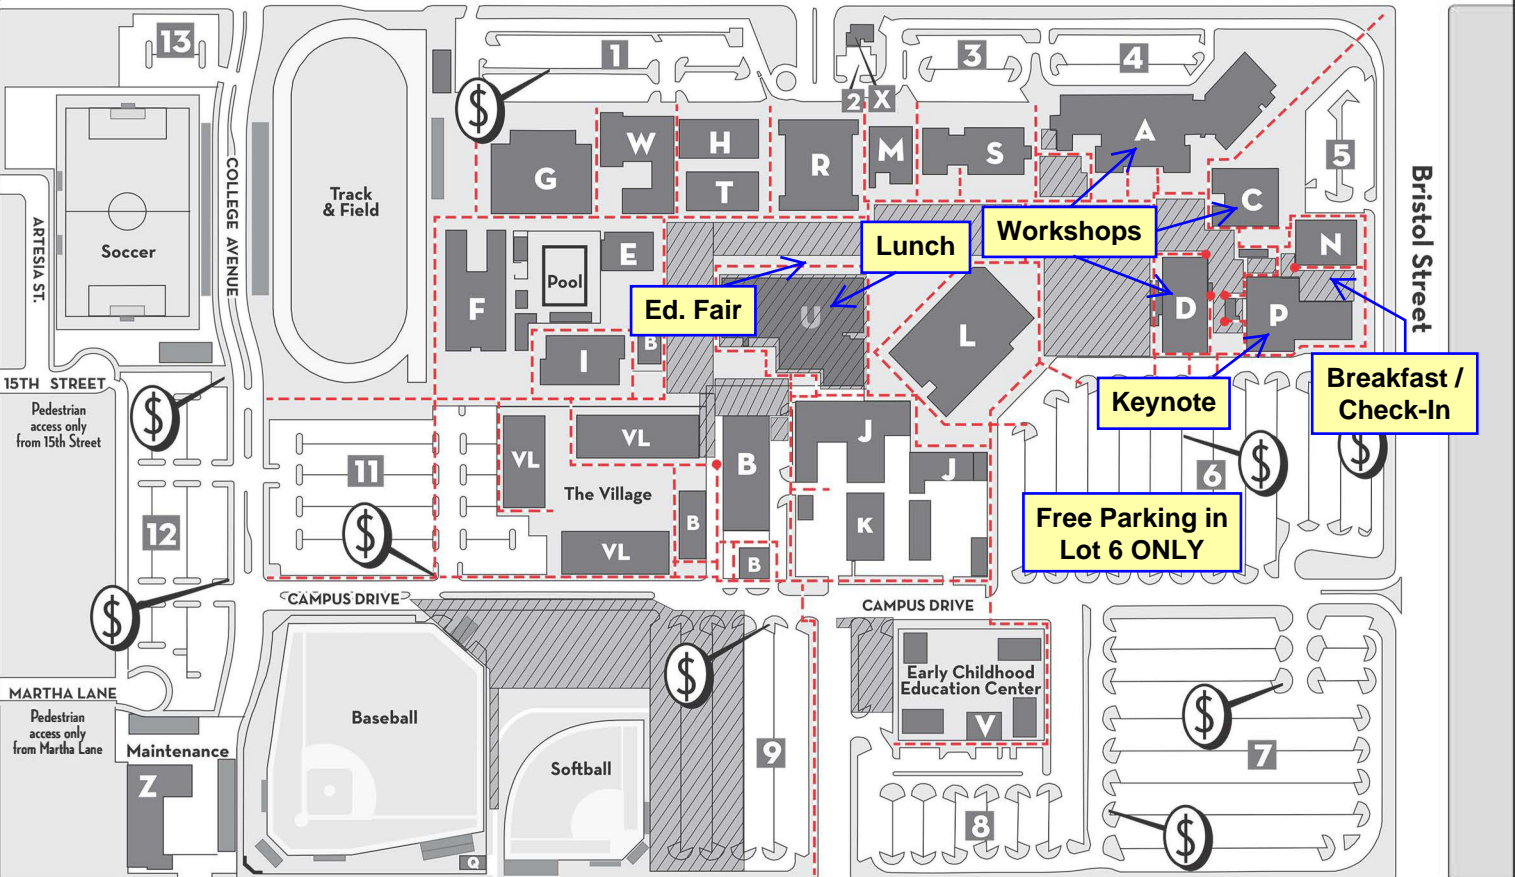 13
1
3
4
2
X
5
$
COLLEGE AVENUE
ARTESIA ST.
Bristol Street
Track
& Field
Soccer
G
W
H
T
R
M
S
A
C
N
F
E
Pool
I
B
U
L
D
P
Lunch
Workshops
Ed. Fair
Keynote
Breakfast /
Check-In
15TH STREET
Pedestrian
access only
from 15th Street
$
11
$
12
$
VL
VL
The Village
VL
B
B
B
J
J
K
6
$
$
Free Parking in
Lot 6 ONLY
CAMPUS DRIVE
CAMPUS DRIVE
MARTHA LANE
Pedestrian
access only
from Martha Lane
Maintenance
Z
Baseball
Softball
Q
$
9
Early Childhood
Education Center
V
8
$
7
$